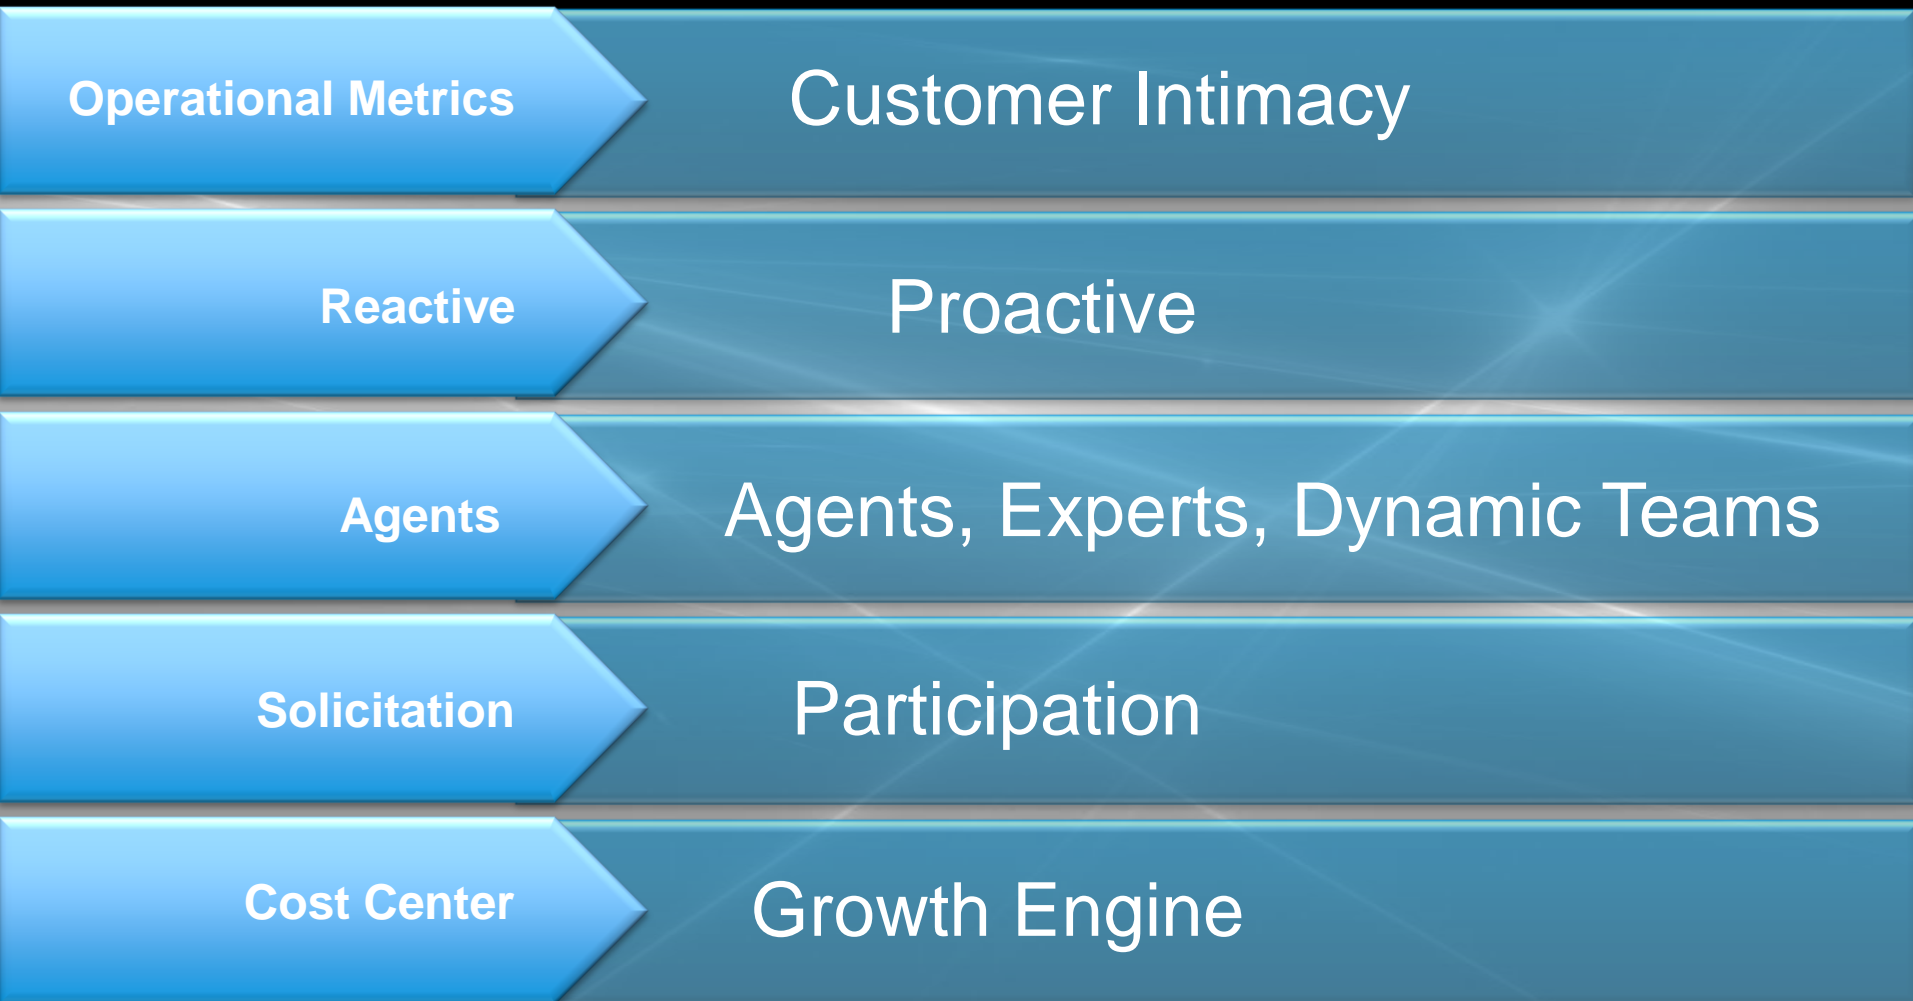 Operational Metrics
Customer Intimacy
Reactive
Proactive
Agents
Agents, Experts, Dynamic Teams
Solicitation
Participation
Cost Center
Growth Engine